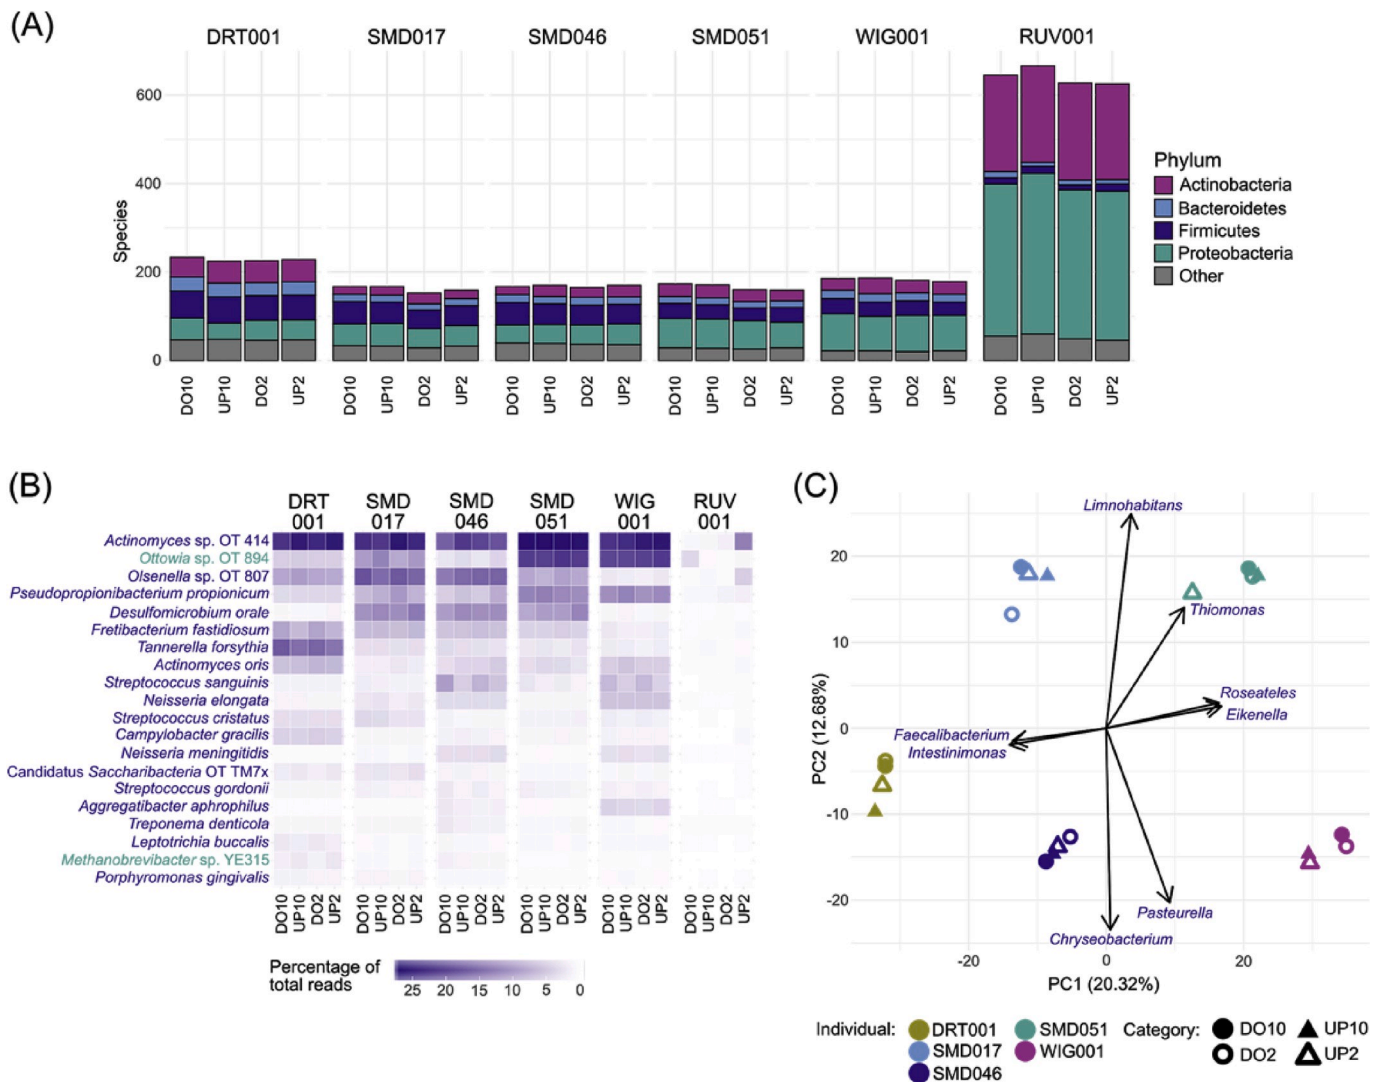 (A)
DRT001 SMD017 SMD046 SMD051 WIG001 RUV001
Species
600
400
200
0
DO10 UP10 DO2 UP2 DO10 UP10 DO2 UP2 DO10 UP10 DO2 UP2 DO10 UP10 DO2 UP2 DO10 UP10 DO2 UP2 DO10 UP10 DO2 UP2
Phylum
Actinobacteria
Bacteroidetes
Firmicutes
Proteobacteria
Other
(B)
DRT SMD SMD SMD WIG RUV
001 017 046 051 001 001
Actinomyces sp. OT 414
Ottowia sp. OT 894
Olsenella sp. OT 807
Pseudopropionibacterium propionicum
Desulfomicrobium orale
Fretibacterium fastidiosum
Tannerella forsythia
Actinomyces oris
Streptococcus sanguinis
Neisseria elongata
Streptococcus cristatus
Campylobacter gracilis
Neisseria meningitidis
Candidatus Saccharibacteria OT TM7x
Streptococcus gordonii
Aggregatibacter aphrophilus
Treponema denticola
Leptotrichia buccalis
Methanobrevibacter sp. YE315
Porphyromonas gingivalis
DO10 UP10 DO2 UP2 DO10 UP10 DO2 UP2 DO10 UP10 DO2 UP2 DO10 UP10 DO2 UP2 DO10 UP10 DO2 UP2 DO10 UP10 DO2 UP2
Percentage of
total reads
25 20 15 10 5 0
(C)
PC2 (12.68%)
20
10
0
-10
-20
Limnohabitans
Thiomonas
Roseateles
Eikenella
Faecalibacterium
Intestinimonas
Pasteurella
Chryseobacterium
-20 0 20
PC1 (20.32%)
Individual: DRT001 SMD051 Category: DO10 UP10
SMD017 WIG001 DO2 UP2
SMD046